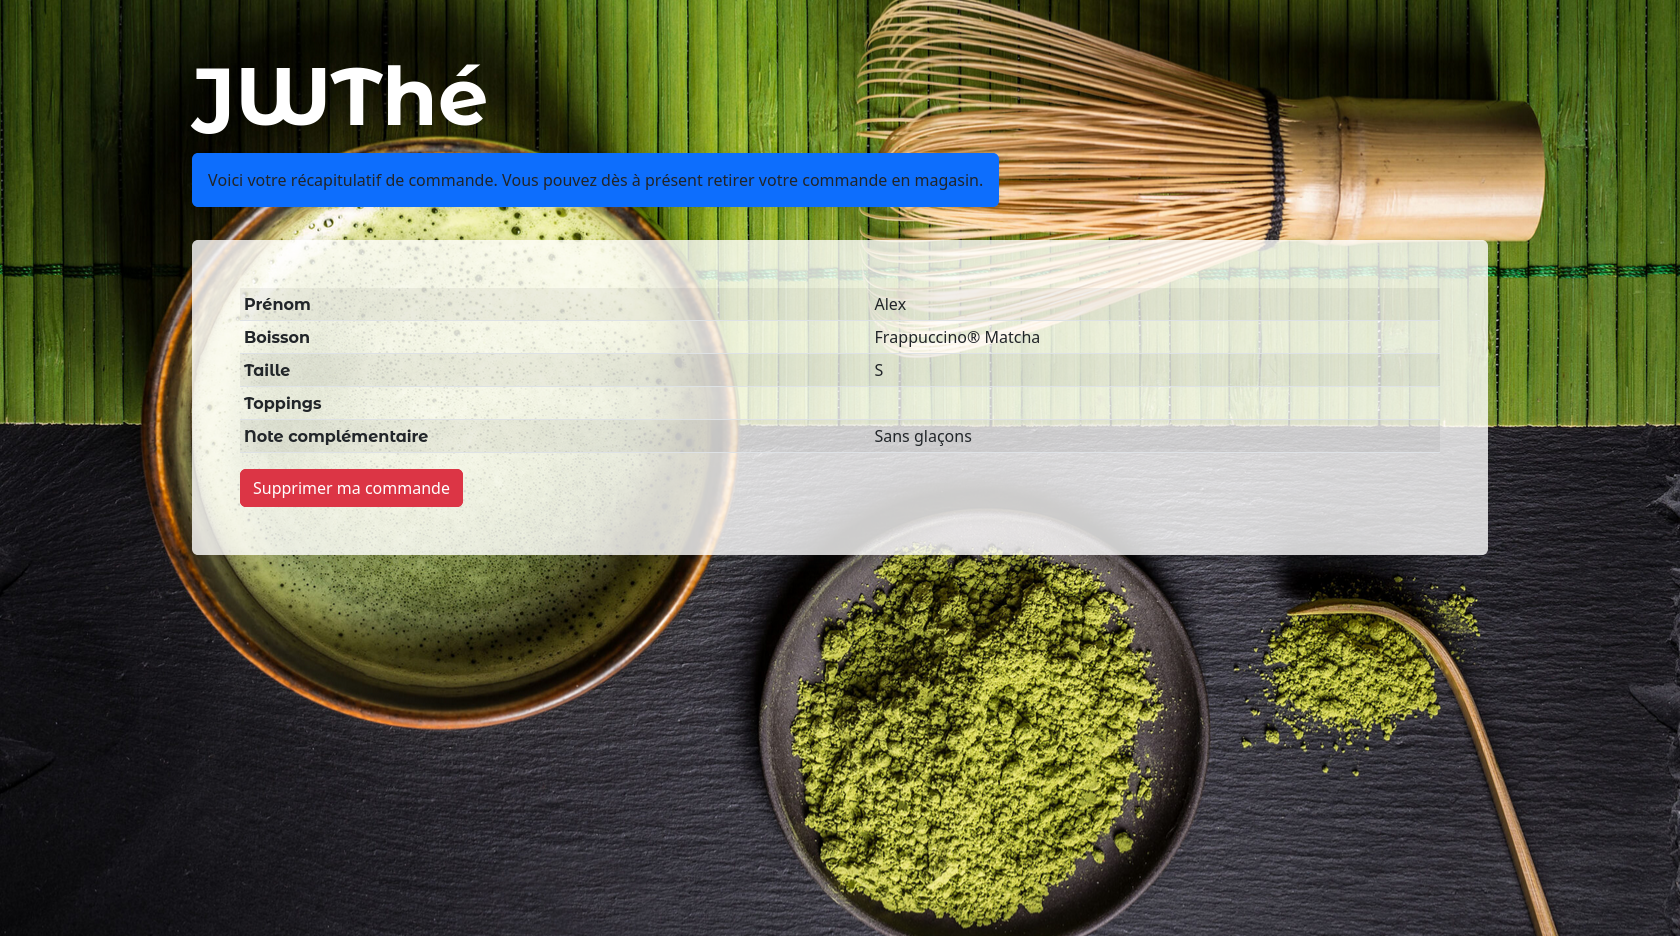 JWThé
Voici votre récapitulatif de commande. Vous pouvez dès à présent retirer votre commande en magasin.
Prénom Alex
Boisson Frappuccino® Matcha
Taille S
Toppings
Note complémentaire Sans glaçons
Supprimer ma commande